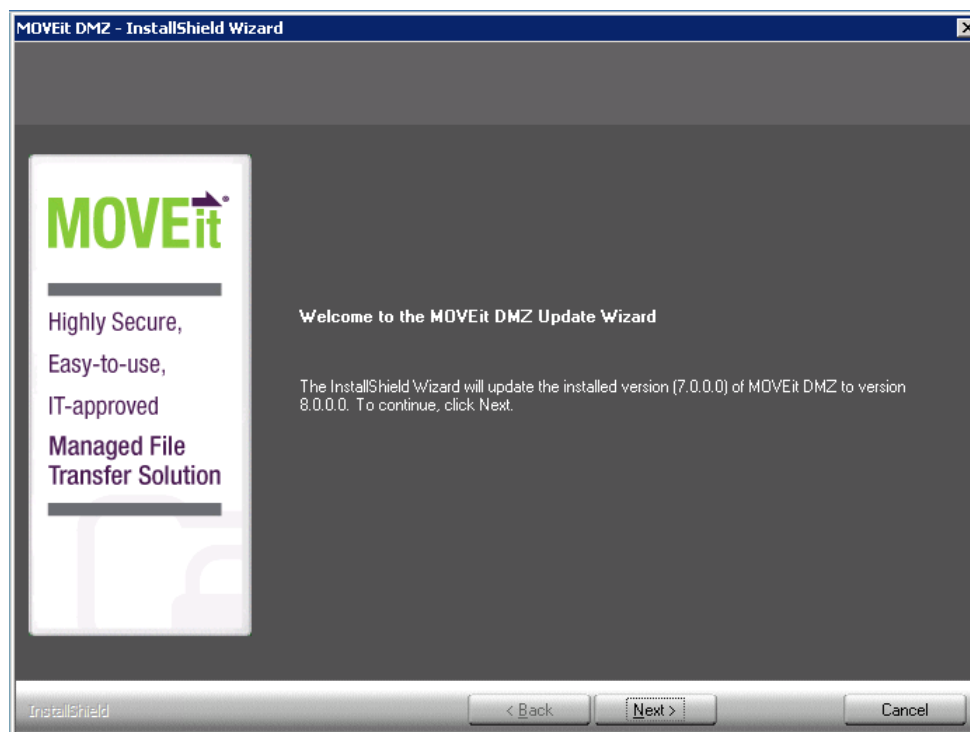 MOVEit DMZ - InstallShield Wizard
MOVEit®
Highly Secure,
Easy-to-use,
IT-approved
Managed File
Transfer Solution
Welcome to the MOVEit DMZ Update Wizard
The InstallShield Wizard will update the installed version (7.0.0.0) of MOVEit DMZ to version
8.0.0.0. To continue, click Next.
InstallShield
< Back
Next >
Cancel